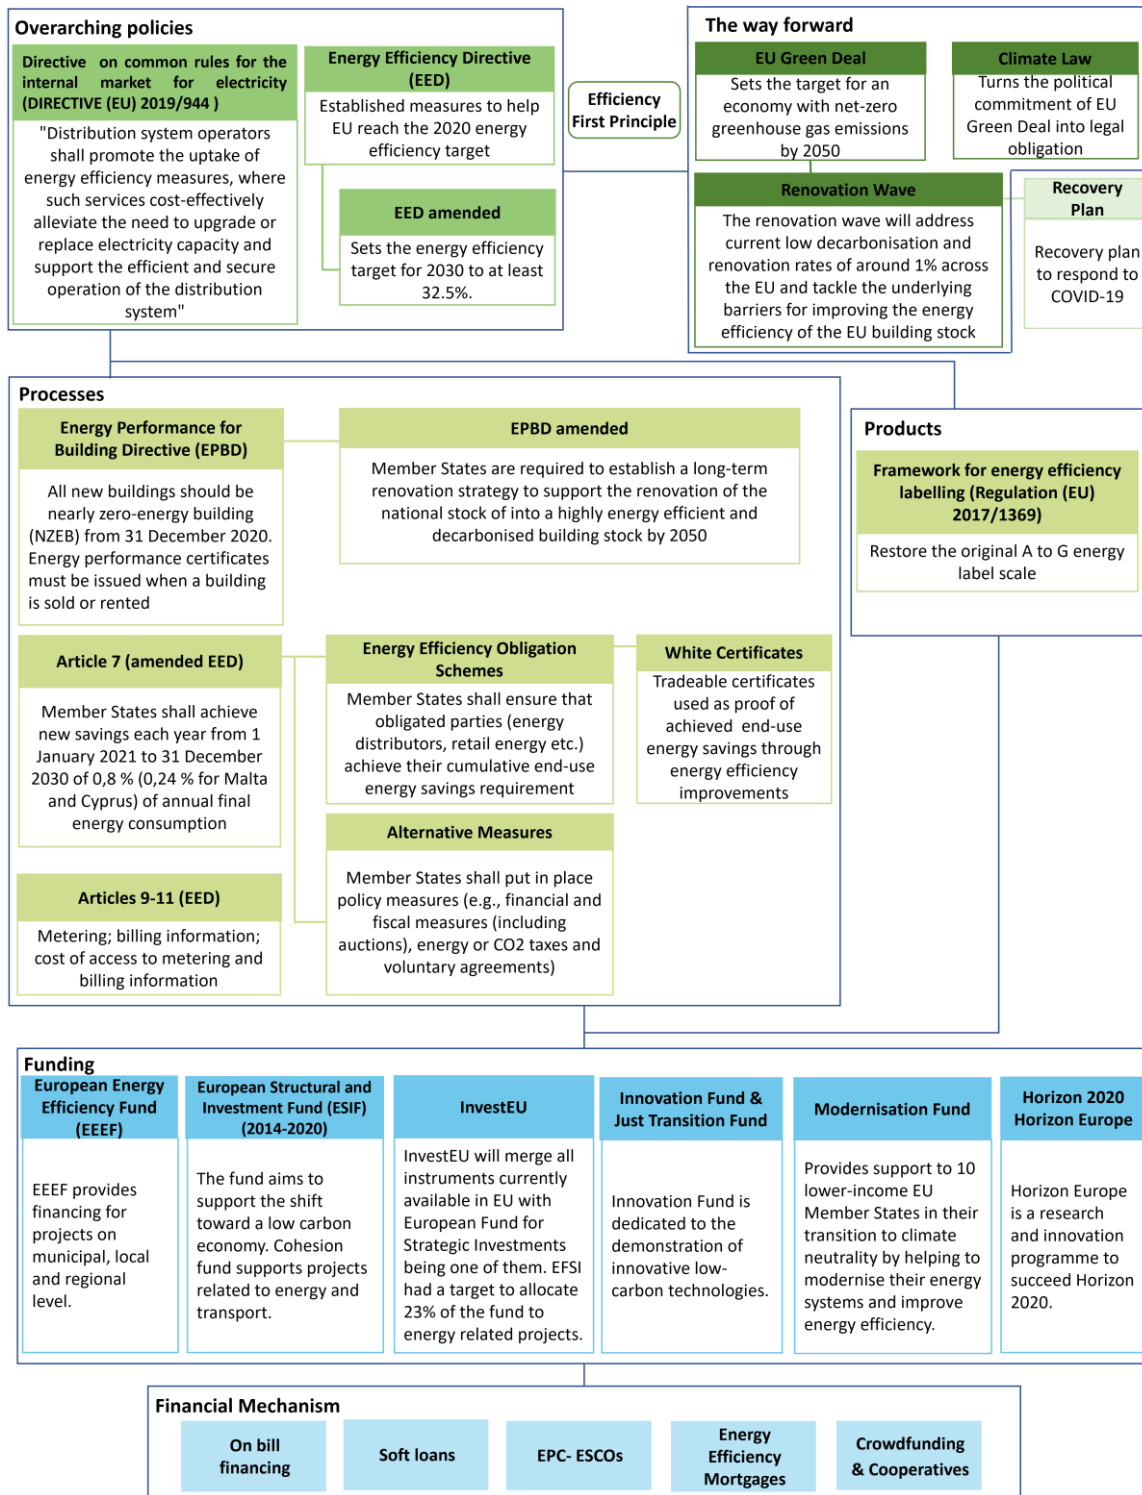 Overarching policies
Directive on common rules for the
internal market for electricity
(DIRECTIVE (EU) 2019/944 )
"Distribution system operators
shall promote the uptake of
energy efficiency measures, where
such services cost-effectively
alleviate the need to upgrade or
replace electricity capacity and
support the efficient and secure
operation of the distribution
system"
Energy Efficiency Directive
(EED)
Established measures to help
EU reach the 2020 energy
efficiency target
EED amended
Sets the energy efficiency
target for 2030 to at least
32.5%.
Efficiency
First Principle
The way forward
EU Green Deal
Sets the target for an
economy with net-zero
greenhouse gas emissions
by 2050
Climate Law
Turns the political
commitment of EU
Green Deal into legal
obligation
Renovation Wave
The renovation wave will address
current low decarbonisation and
renovation rates of around 1% across
the EU and tackle the underlying
barriers for improving the energy
efficiency of the EU building stock
Recovery
Plan
Recovery plan
to respond to
COVID-19
Processes
Energy Performance for
Building Directive (EPBD)
All new buildings should be
nearly zero-energy building
(NZEB) from 31 December 2020.
Energy performance certificates
must be issued when a building
is sold or rented
EPBD amended
Member States are required to establish a long-term
renovation strategy to support the renovation of the
national stock of into a highly energy efficient and
decarbonised building stock by 2050
Article 7 (amended EED)
Member States shall achieve
new savings each year from 1
January 2021 to 31 December
2030 of 0,8 % (0,24 % for Malta
and Cyprus) of annual final
energy consumption
Energy Efficiency Obligation
Schemes
Member States shall ensure that
obligated parties (energy
distributors, retail energy etc.)
achieve their cumulative end-use
energy savings requirement
White Certificates
Tradeable certificates
used as proof of
achieved end-use
energy savings through
energy efficiency
improvements
Alternative Measures
Member States shall put in place
policy measures (e.g., financial and
fiscal measures (including
auctions), energy or CO2 taxes and
voluntary agreements)
Articles 9-11 (EED)
Metering; billing information;
cost of access to metering and
billing information
Products
Framework for energy efficiency
labelling (Regulation (EU)
2017/1369)
Restore the original A to G energy
label scale
Funding
European Energy
Efficiency Fund
(EEEF)
EEEF provides
financing for
projects on
municipal, local
and regional
level.
European Structural and
Investment Fund (ESIF)
(2014-2020)
The fund aims to
support the shift
toward a low carbon
economy. Cohesion
fund supports projects
related to energy and
transport.
InvestEU
InvestEU will merge all
instruments currently
available in EU with
European Fund for
Strategic Investments
being one of them. EFSI
had a target to allocate
23% of the fund to
energy related projects.
Innovation Fund &
Just Transition Fund
Innovation Fund is
dedicated to the
demonstration of
innovative low-
carbon technologies.
Modernisation Fund
Provides support to 10
lower-income EU
Member States in their
transition to climate
neutrality by helping to
modernise their energy
systems and improve
energy efficiency.
Horizon 2020
Horizon Europe
Horizon Europe
is a research
and innovation
programme to
succeed Horizon
2020.
Financial Mechanism
On bill
financing
Soft loans
EPC- ESCOs
Energy
Efficiency
Mortgages
Crowdfunding
& Cooperatives